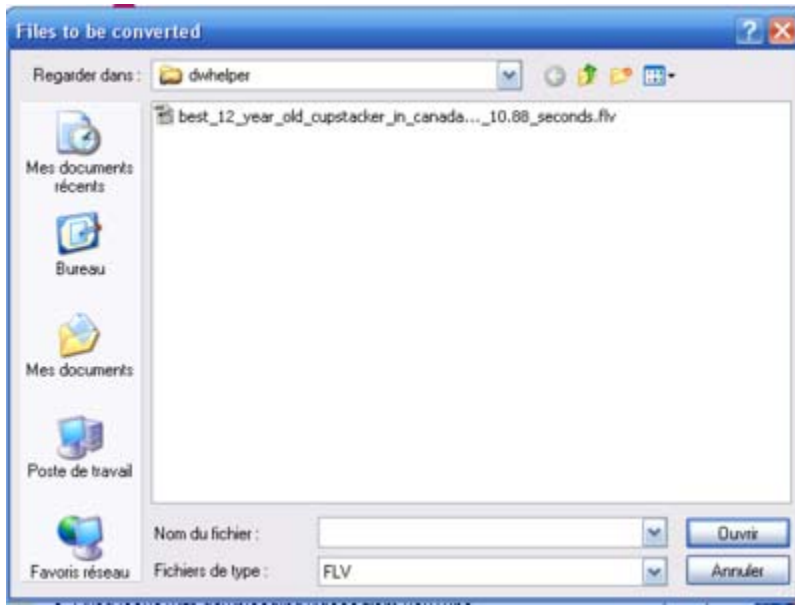 Files to be converted
Regarder dans :
dwhelper
best_12_year_old_cupstacker_in_canada..._10.88_seconds.flv
Mes documents
récents
Bureau
Mes documents
Poste de travail
Favoris réseau
Nom du fichier :
Ouvrir
Fichiers de type :
FLV
Annuler